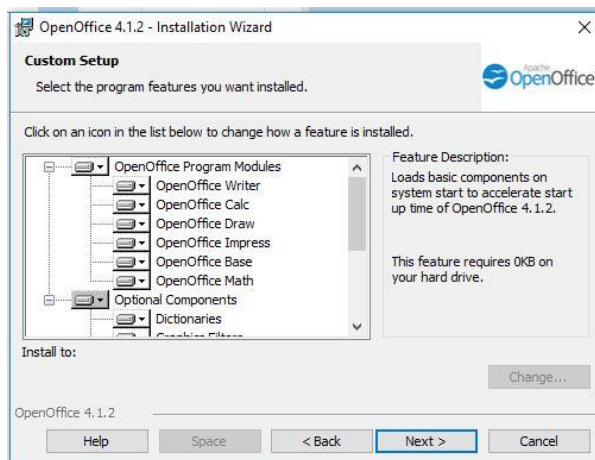 OpenOffice 4.1.2 - Installation Wizard
Custom Setup
Select the program features you want installed.
Apache
OpenOffice
Click on an icon in the list below to change how a feature is installed.
OpenOffice Program Modules
OpenOffice Writer
OpenOffice Calc
OpenOffice Draw
OpenOffice Impress
OpenOffice Base
OpenOffice Math
Optional Components
Dictionaries
Graphics Filters
Feature Description:
Loads basic components on
system start to accelerate start
up time of OpenOffice 4.1.2.
This feature requires 0KB on
your hard drive.
Install to:
Change...
OpenOffice 4.1.2
Help
Space
< Back
Next >
Cancel